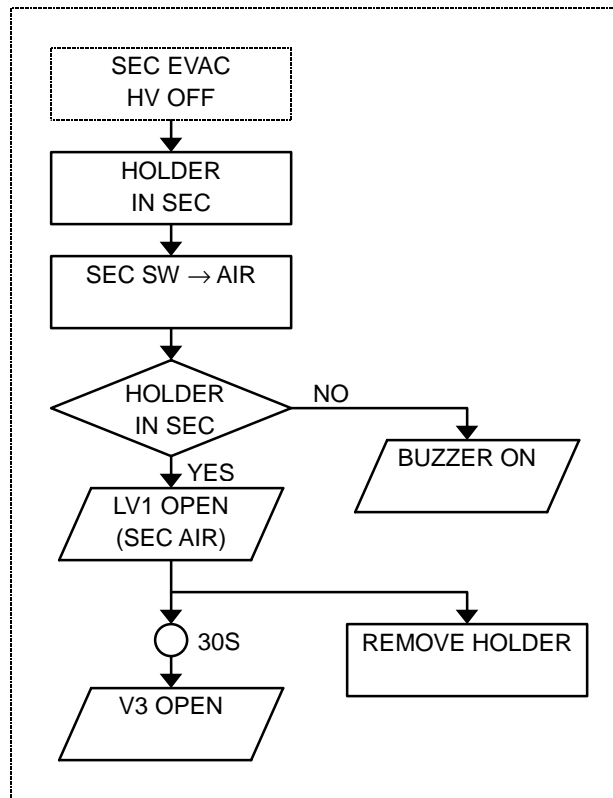 SEC EVAC
HV OFF
HOLDER
IN SEC
SEC SW → AIR
HOLDER
IN SEC
NO
BUZZER ON
YES
LV1 OPEN
(SEC AIR)
30S
REMOVE HOLDER
V3 OPEN